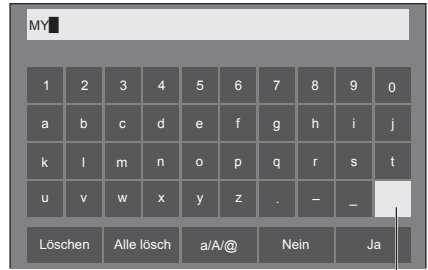 MY
1 2 3 4 5 6 7 8 9 0
a b c d e f g h i j
k l m n o p q r s t
u v w x y z . – _
Löschen Alle lösch a/A/@ Nein Ja